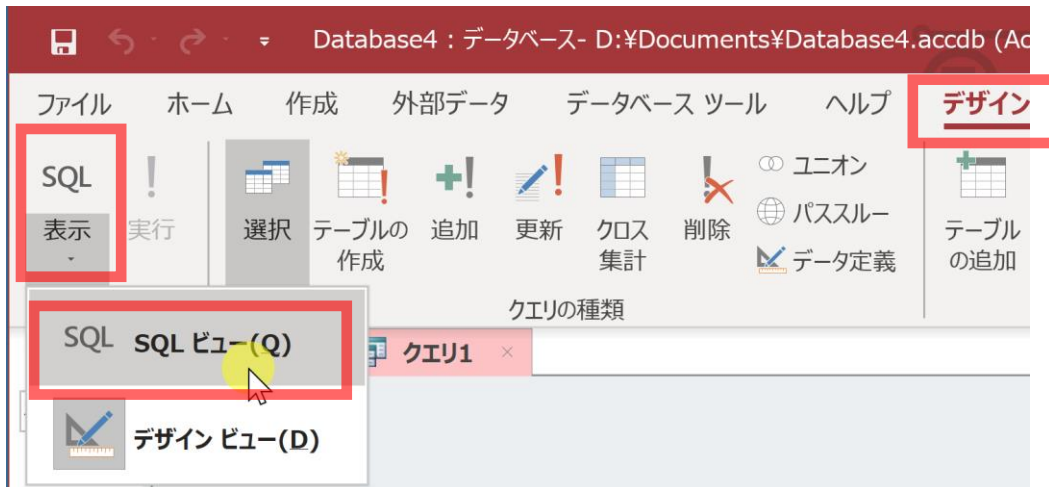 Database4 : データベース- D:¥Documents¥Database4.accdb (Ac
ファイル ホーム 作成 外部データ データベース ツール ヘルプ デザイン
SQL
表示
実行
選択
テーブルの
作成
追加
更新
クロス
集計
削除
ユニオン
パススルー
データ定義
テーブル
の追加
クエリの種類
SQL SQL ビュー(Q)
クエリ1
デザイン ビュー(D)